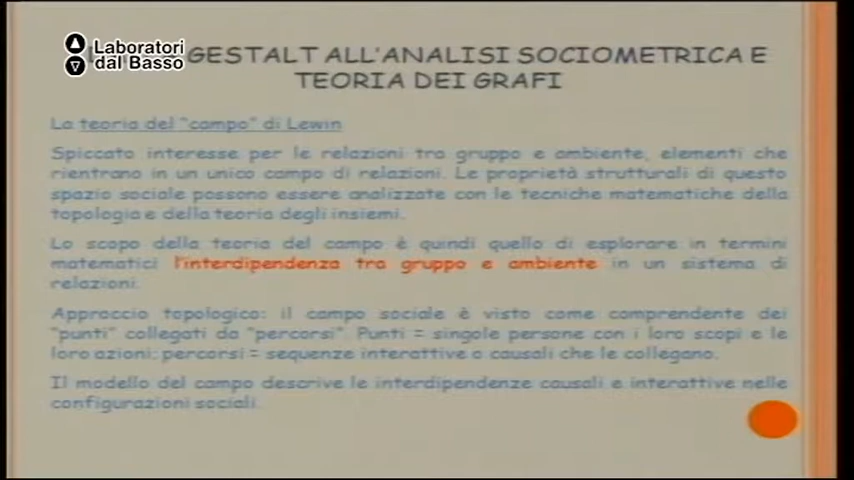 Laboratori
dal Basso
GESTALT ALL'ANALISI SOCIOMETRICA E
TEORIA DEI GRAFI
La teoria del "campo" di Lewin
Spiccato interesse per le relazioni tra gruppo e ambiente, elementi che
rientrano in un unico campo di relazioni. Le proprietà strutturali di questo
spazio sociale possono essere analizzate con le tecniche matematiche della
topologia e della teoria degli insiemi.
Lo scopo della teoria del campo è quindi quello di esplorare in termini
matematici l'interdipendenza tra gruppo e ambiente in un sistema di
relazioni.
Approccio topologico: il campo sociale è visto come comprendente dei
"punti" collegati da "percorsi". Punti = singole persone con i loro scopi e le
loro azioni; percorsi = sequenze interattive o causali che le collegano.
Il modello del campo descrive le interdipendenze causali e interattive nelle
configurazioni sociali.